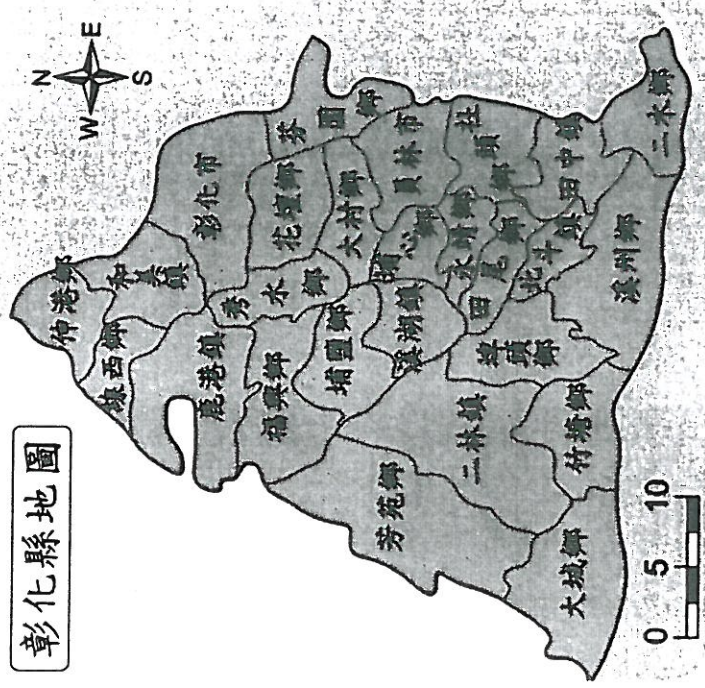 彰化縣地圖
N
W
E
S
伸港鄉
和美鎮
線西鄉
彰化市
鹿港鎮
秀水鄉
花壇鄉
芬園鄉
福興鄉
埔鹽鄉
大村鄉
員林市
埔心鄉
溪湖鎮
永靖鄉
社頭鄉
田尾鄉
芳苑鄉
二林鎮
埤頭鄉
北斗鎮
田中鎮
二水鄉
溪州鄉
竹塘鄉
大城鄉
0
5
10